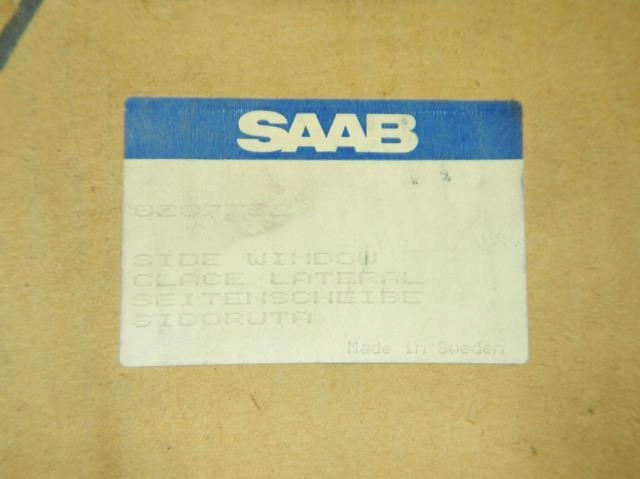 SAAB
SIDE WINDOW
GLACE LATERAL
SEITENSCHEIBE
SIDORUTA
Made in Sweden